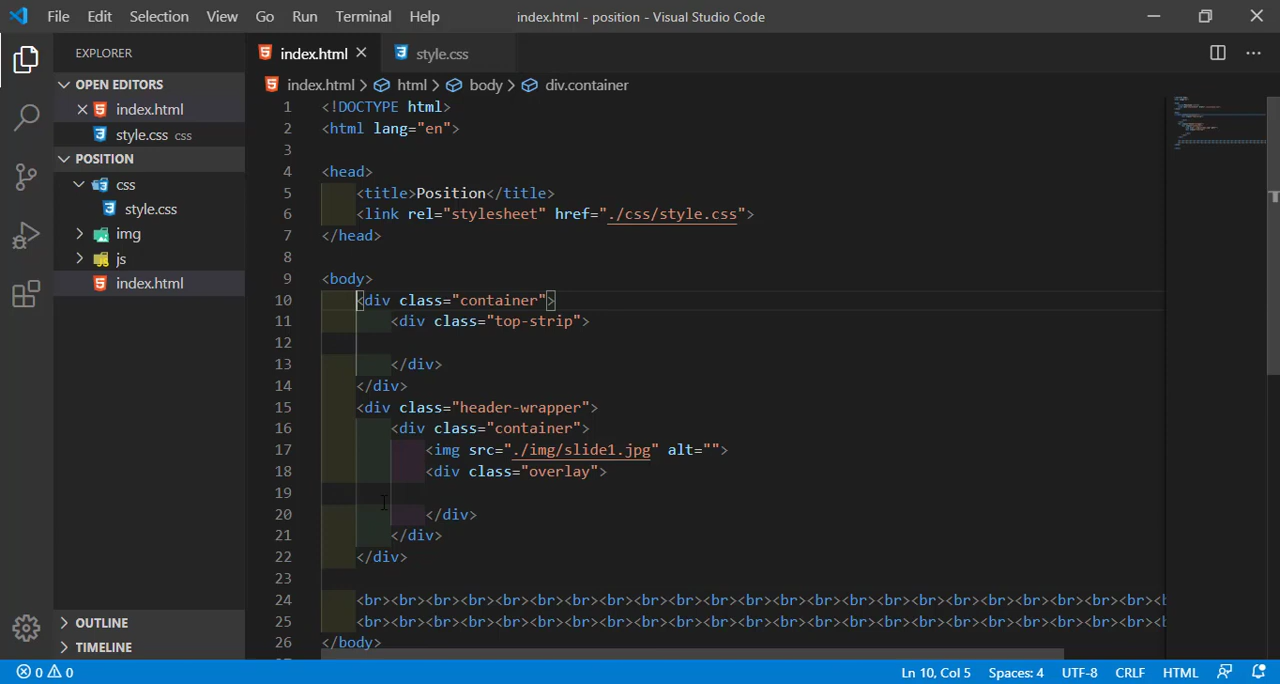 File Edit Selection View Go Run Terminal Help index.html - position - Visual Studio Code
EXPLORER
OPEN EDITORS
index.html
style.css css
POSITION
css
style.css
img
js
index.html
OUTLINE
TIMELINE
index.html style.css
index.html > html > body > div.container
1 <!DOCTYPE html>
2 <html lang="en">
3
4 <head>
5 <title>Position</title>
6 <link rel="stylesheet" href="./css/style.css">
7 </head>
8
9 <body>
10 <div class="container">
11 <div class="top-strip">
12
13 </div>
14 </div>
15 <div class="header-wrapper">
16 <div class="container">
17 <img src="./img/slide1.jpg" alt="">
18 <div class="overlay">
19
20 </div>
21 </div>
22 </div>
23
24 <br><br><br><br><br><br><br><br><br><br><br><br><br><br><br><br><br><br><br><br><br><br><br><b
25 <br><br><br><br><br><br><br><br><br><br><br><br><br><br><br><br><br><br><br><br><br><br><br><b
26 </body>
0 0 Ln 10, Col 5 Spaces: 4 UTF-8 CRLF HTML